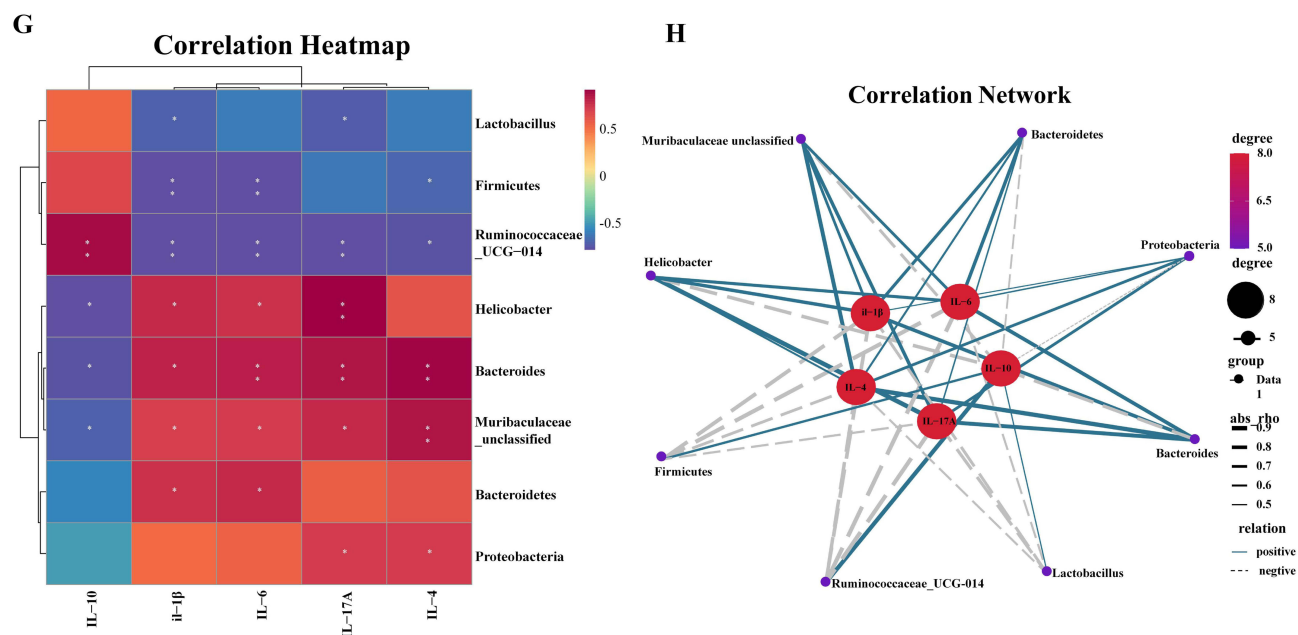 G
Correlation Heatmap
Lactobacillus
Firmicutes
Ruminococcaceae
_UCG−014
Helicobacter
Bacteroides
Muribaculaceae
_unclassified
Bacteroidetes
Proteobacteria
0.5
0
−0.5
IL−10
il−1β
IL−6
IL−17A
IL−4
H
Correlation Network
Muribaculaceae unclassified
Bacteroidetes
Proteobacteria
Helicobacter
IL−6
il−1β
IL−10
IL−4
IL−17A
Firmicutes
Bacteroides
Ruminococcaceae_UCG-014
Lactobacillus
degree
8.0
6.5
5.0
degree
8
5
group
Data
1
abs_rho
0.9
0.8
0.7
0.6
0.5
relation
positive
negtive